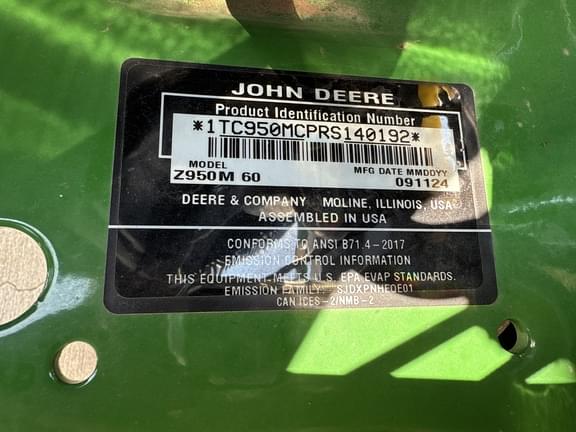 JOHN DEERE
Product Identification Number
*1TC950MCPRS140192*
MODEL MFG DATE MMDDYY
Z950M 60 091124
DEERE & COMPANY MOLINE, ILLINOIS, USA
ASSEMBLED IN USA
CONFORMS TO ANSI B71.4-2017
EMISSION CONTROL INFORMATION
THIS EQUIPMENT MEETS U.S. EPA EVAP STANDARDS.
EMISSION FAMILY: SJDXPNHEDE01
CAN ICES-2/NMB-2